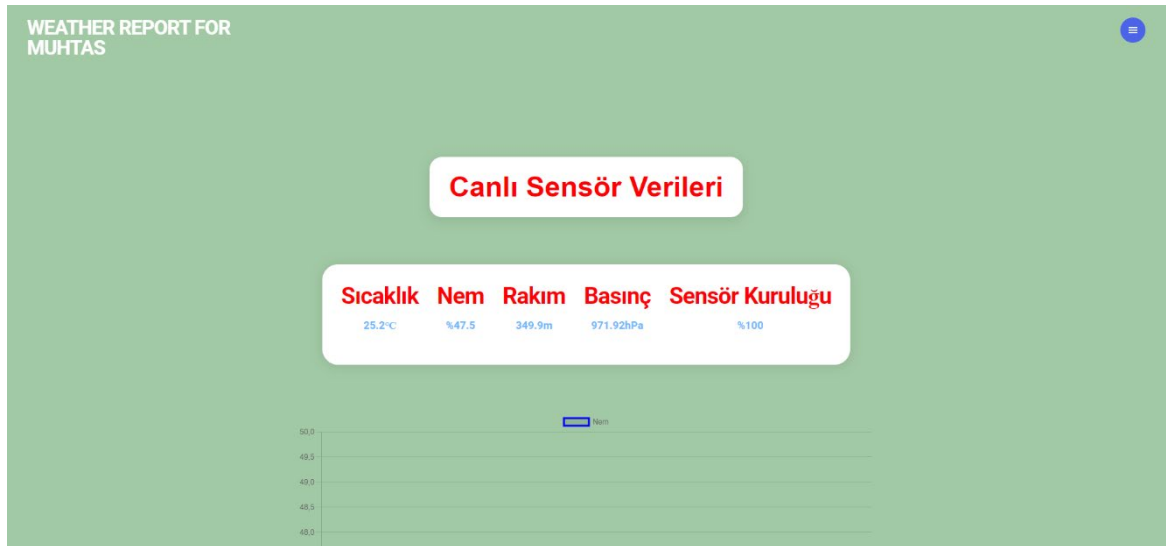 WEATHER REPORT FOR
MUHTAS
Canlı Sensör Verileri
Sıcaklık Nem Rakım Basınç Sensör Kuruluğu
25.2°C %47.5 349.9m 971.92hPa %100
Nem
50,0
49,5
49,0
48,5
48,0